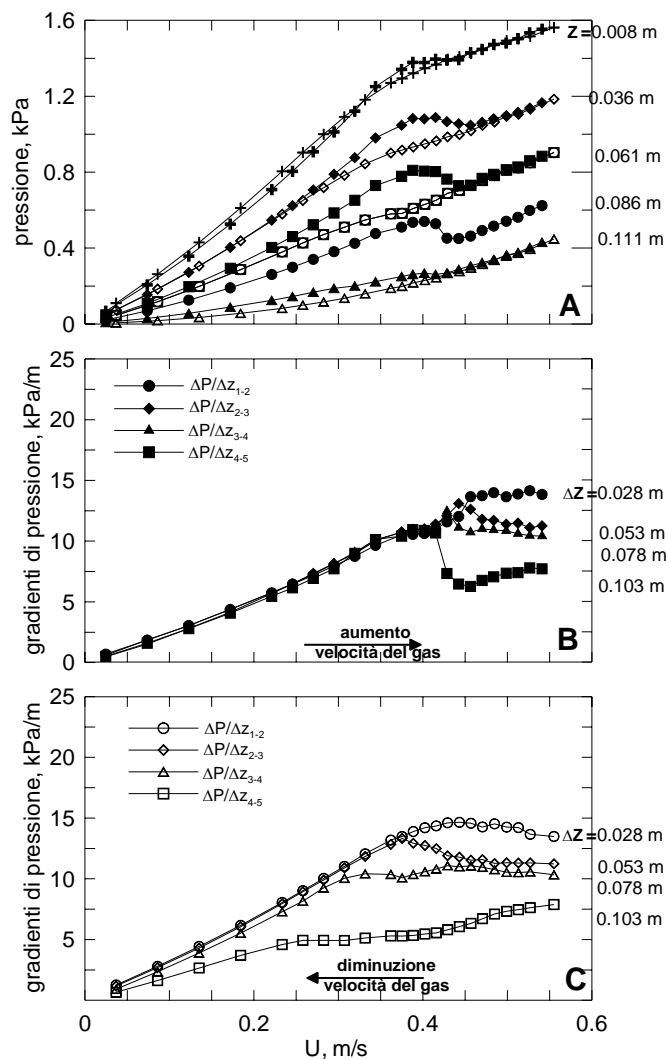 1.6
1.2
0.8
0.4
0
pressione, kPa
Z=0.008 m
0.036 m
0.061 m
0.086 m
0.111 m
A
25
20
15
10
5
0
gradienti di pressione, kPa/m
ΔP/Δz1-2
ΔP/Δz2-3
ΔP/Δz3-4
ΔP/Δz4-5
ΔZ=0.028 m
0.053 m
0.078 m
0.103 m
aumento
velocità del gas
B
25
20
15
10
5
gradienti di pressione, kPa/m
ΔP/Δz1-2
ΔP/Δz2-3
ΔP/Δz3-4
ΔP/Δz4-5
ΔZ=0.028 m
0.053 m
0.078 m
0.103 m
diminuzione
velocità del gas
C
0 0.2 0.4 0.6
U, m/s